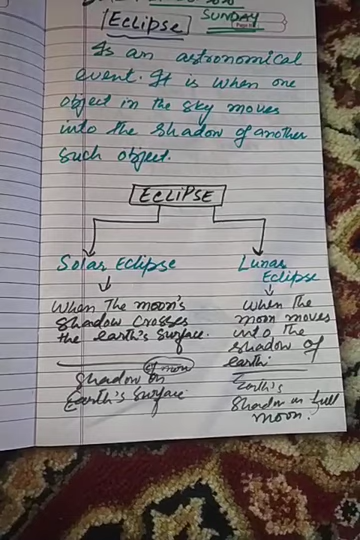 Eclipse
SUNDAY
Is an astronomical
event. It is when one
object in the sky moves
into the shadow of another
such object.
ECLIPSE
Solar Eclipse
When The moon's
shadow crosses
the earth's surface.
of moon
Shadow on
Earth's surface
Lunar
Eclipse
When The
moon moves
into the
shadow of
earth.
Earth's
Shadow on full
moon.